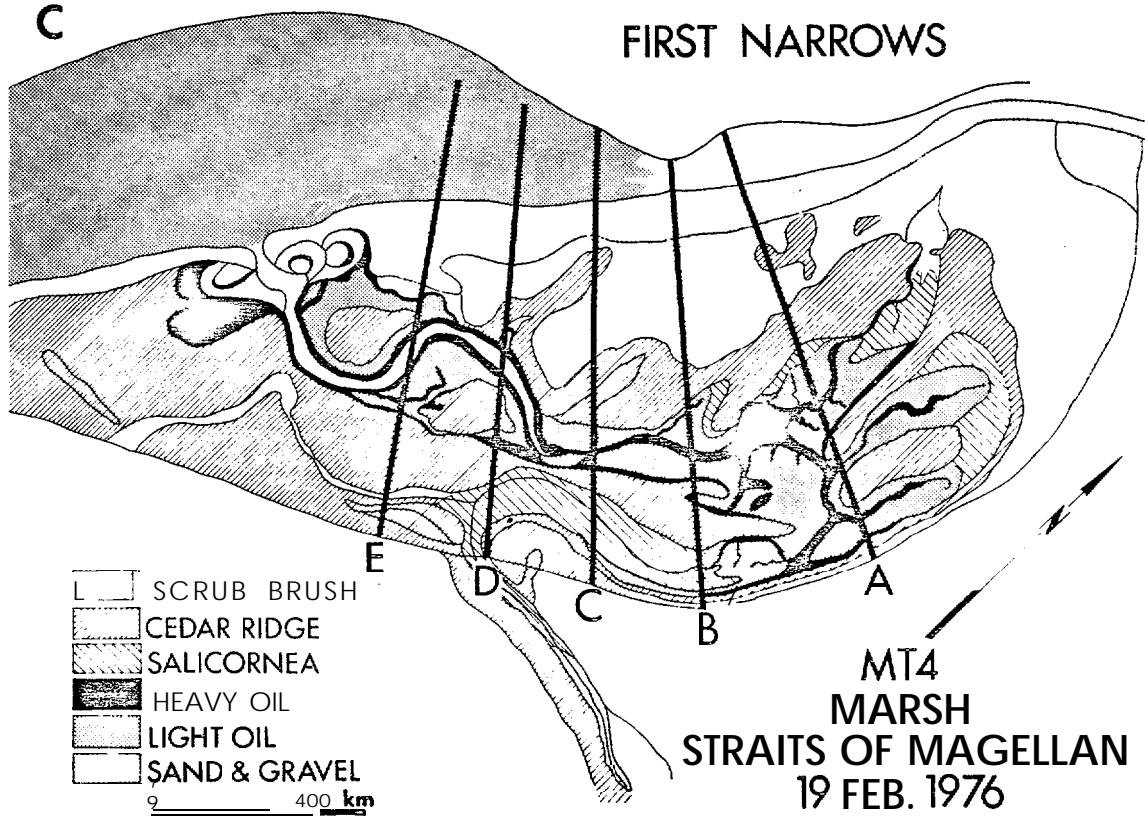 C
FIRST NARROWS
E
D
C
B
A
SCRUB BRUSH
CEDAR RIDGE
SALICORNEA
HEAVY OIL
LIGHT OIL
SAND & GRAVEL
9 400 km
MT4
MARSH
STRAITS OF MAGELLAN
19 FEB. 1976